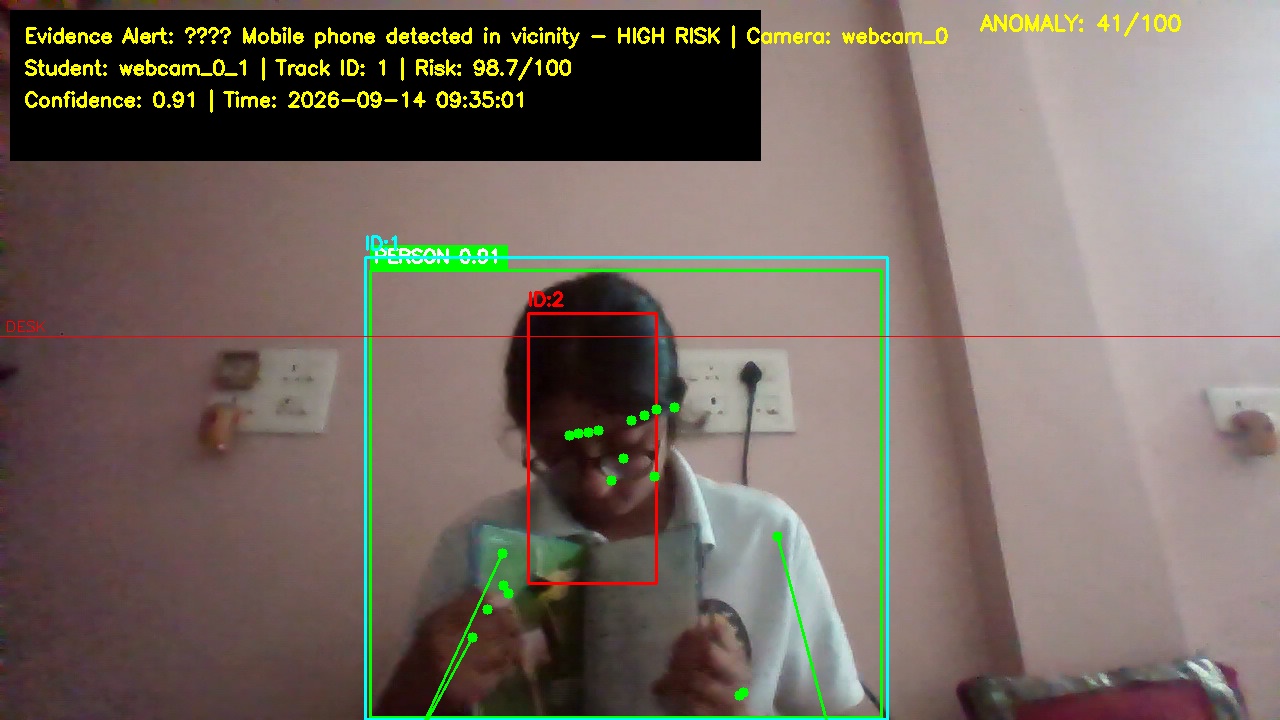 Evidence Alert: ???? Mobile phone detected in vicinity - HIGH RISK | Camera: webcam_0
ANOMALY: 41/100
Student: webcam_0_1 | Track ID: 1 | Risk: 98.7/100
Confidence: 0.91 | Time: 2026-09-14 09:35:01
ID:1
PERSON 0.91
ID:2
DESK